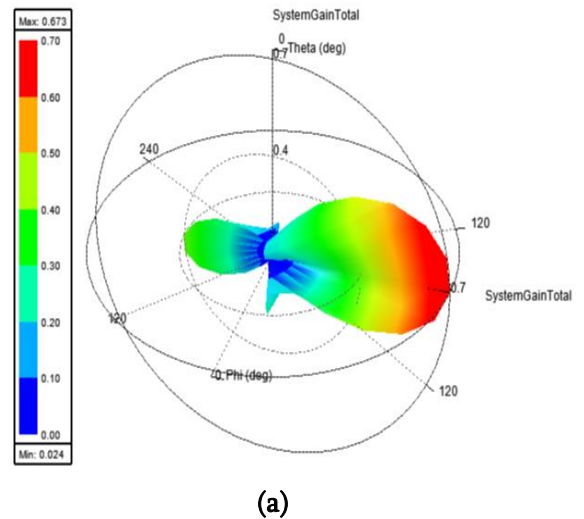 SystemGainTotal
Max: 0.673
0.70
0.60
0.50
0.40
0.30
0.20
0.10
0.00
Min: 0.024
0
0.7
Theta (deg)
0.4
240
120
120
0.7
SystemGainTotal
120
-0. Phi (deg)
(a)